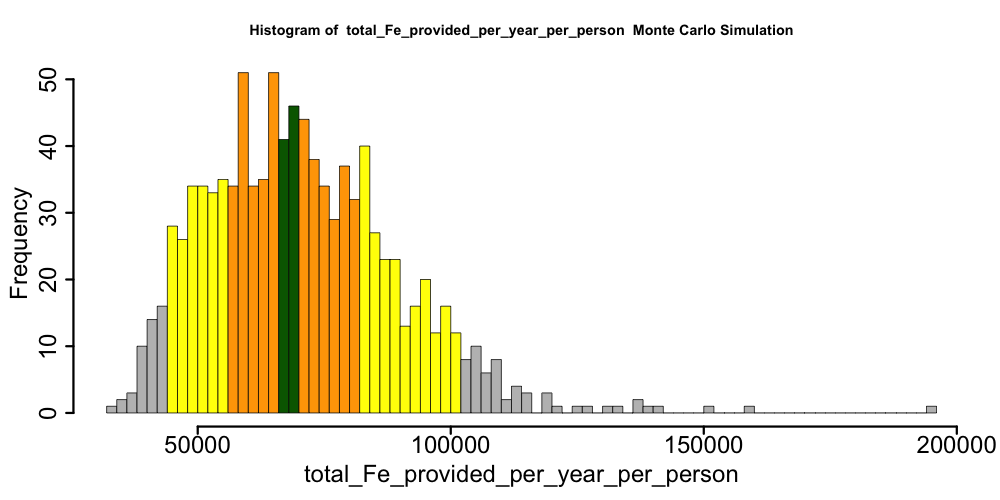 Histogram of  total_Fe_provided_per_year_per_person  Monte Carlo Simulation
50
40
30
20
10
0
Frequency
50000 100000 150000 200000
total_Fe_provided_per_year_per_person